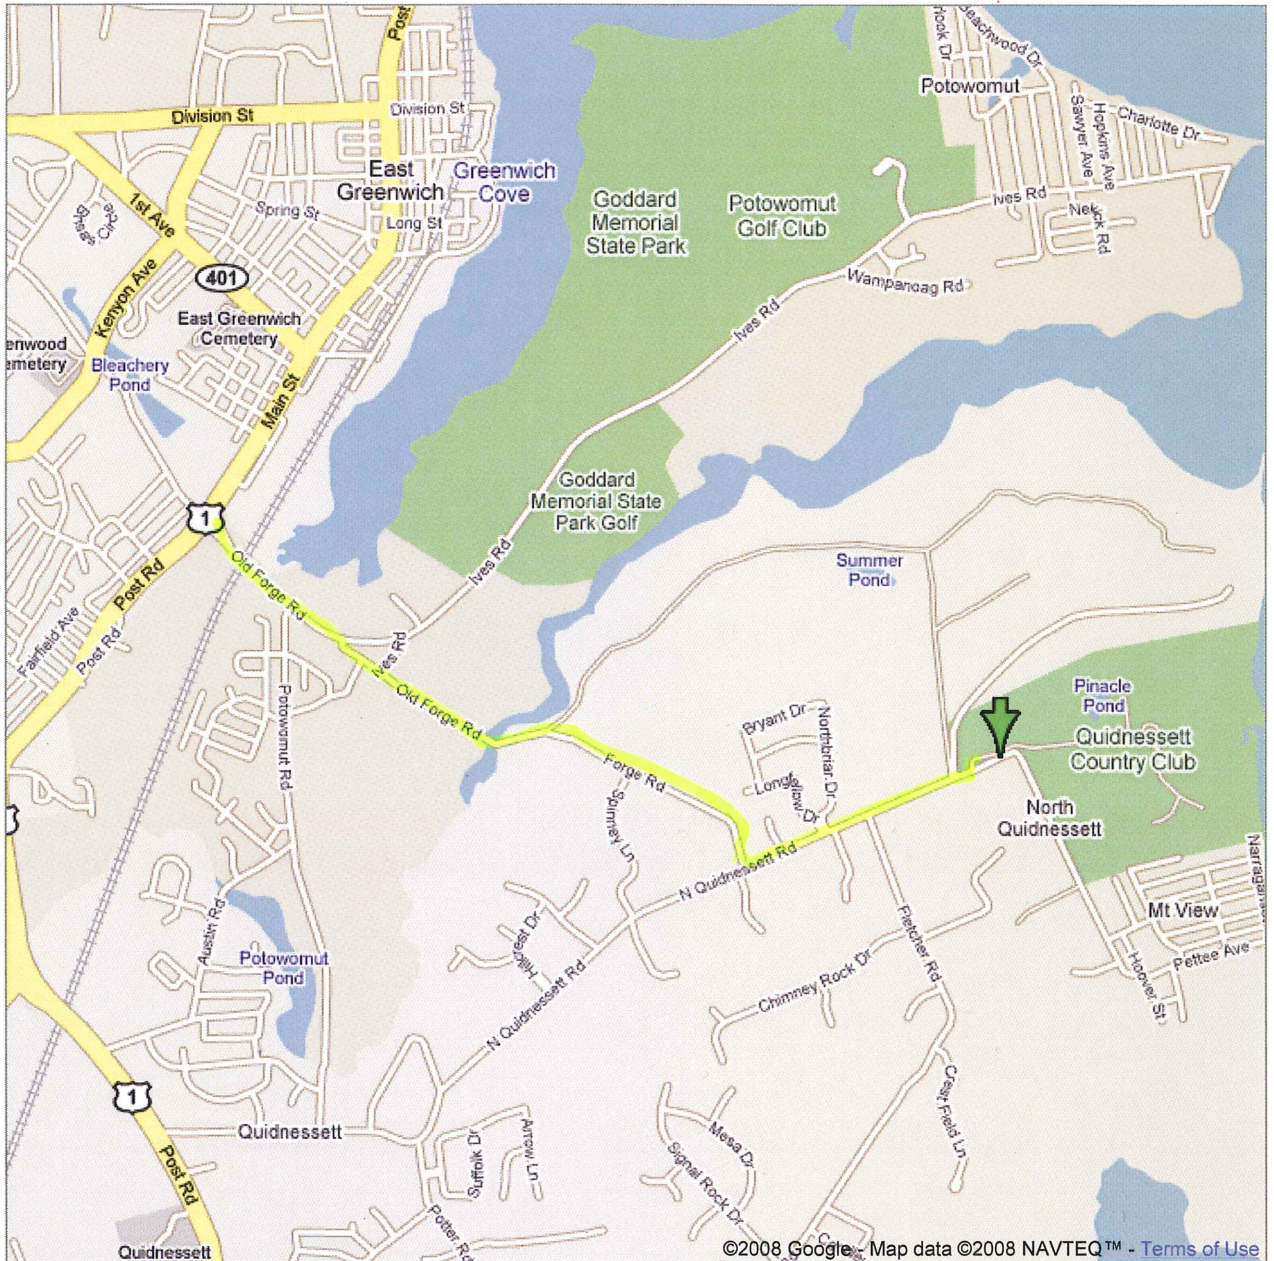 Post
Beachwood Dr
Potowomut
Division St
Division St
Hopkins Ave
Sawyer Ave
Charlotte Dr
East
Greenwich
Greenwich
Cove
Goddard
Memorial
State Park
Potowomut
Golf Club
Ives Rd
1st Ave
Spring St
Long St
401
Kenyon Ave
Wampanoag Rd
East Greenwich
Cemetery
Ives Rd
enwood
emetery
Bleachery
Pond
Main St
Goddard
Memorial State
Park Golf
1
Old Forge Rd
Ives Rd
Summer
Pond
Post Rd
Fairfield Ave
Post Rd
Ives Rd
Old Forge Rd
Potowomut Rd
Pinacle
Pond
Bryant Dr
Northbriar Dr
Quidnessett
Country Club
Forge Rd
Longfellow Dr
North
Quidnessett
Spinney Ln
N Quidnessett Rd
Mt View
Austin Rd
Hillcrest Dr
Fletcher Rd
Pettee Ave
Potowomut
Pond
Hoover St
Chimney Rock Dr
N Quidnessett Rd
1
Quidnessett
Suffolk Dr
Arrow Ln
Mesa Dr
Signal Rock Dr
Crest Field Ln
Post Rd
Potter Rd
Quidnessett
©2008 Google - Map data ©2008 NAVTEQ™ - Terms of Use